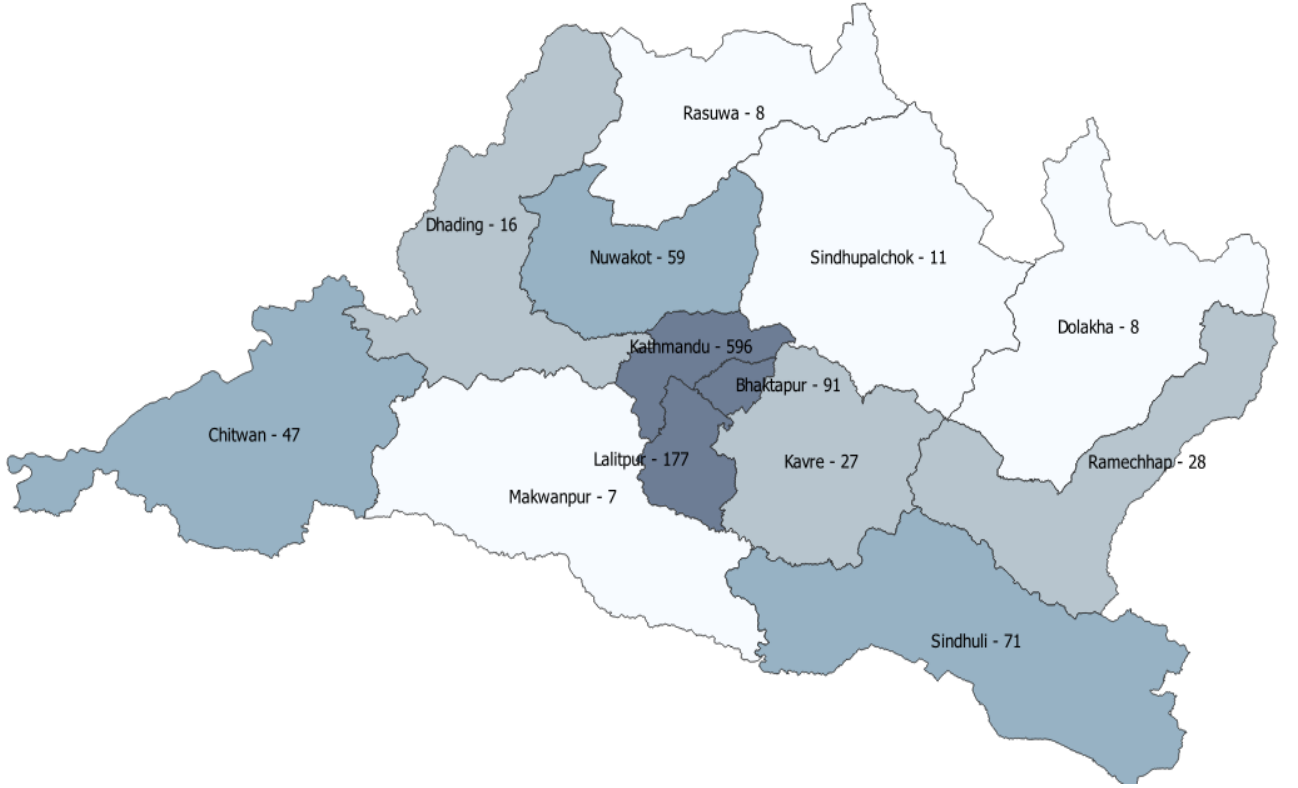 Rasuwa - 8
Dhading - 16
Nuwakot - 59
Sindhupalchok - 11
Dolakha - 8
Kathmandu - 596
Bhaktapur - 91
Chitwan - 47
Lalitpur - 177
Kavre - 27
Ramechhap - 28
Makwanpur - 7
Sindhuli - 71